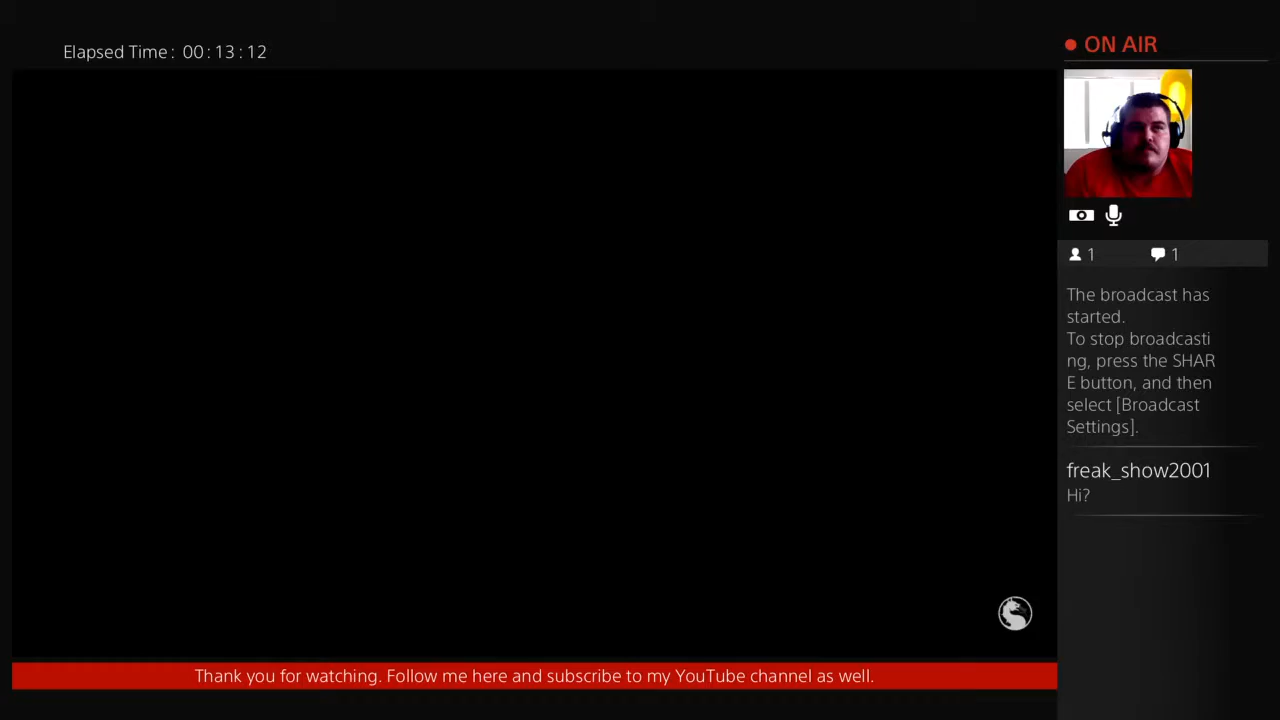 Elapsed Time: 00:13:12
ON AIR
1
1
The broadcast has
started.
To stop broadcasti
ng, press the SHAR
E button, and then
select [Broadcast
Settings].
freak_show2001
Hi?
Thank you for watching. Follow me here and subscribe to my YouTube channel as well.